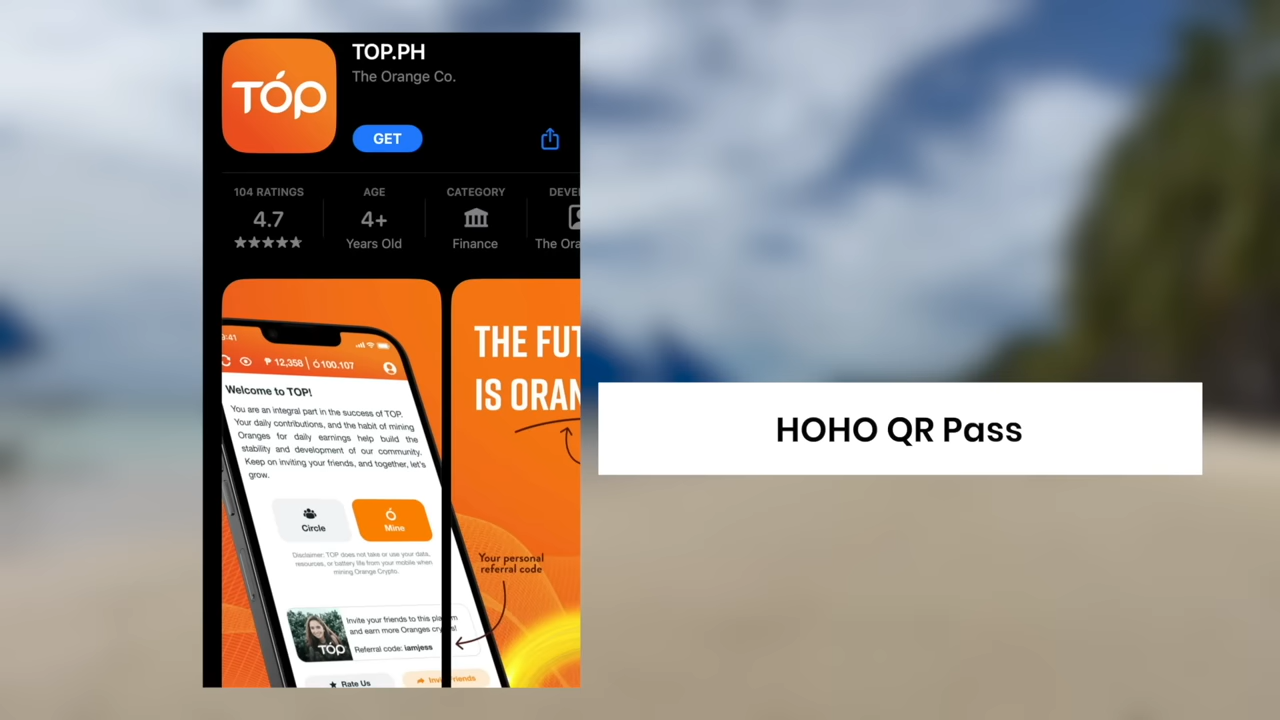 TOP.PH
The Orange Co.
TOP
GET
104 RATINGS
4.7
AGE
4+
Years Old
CATEGORY
Finance
DEVE
The Ora
9:41
₱ 12,358 | 100.107
Welcome to TOP!
You are an integral part in the success of TOP.
Your daily contributions, and the habit of mining
Oranges for daily earnings help build the
stability and development of our community.
Keep on inviting your friends, and together, let's
grow.
Circle
Mine
Disclaimer: TOP does not take or use your data,
resources, or battery life from your mobile when
mining Orange Crypto.
Invite your friends to this platform
and earn more Oranges crypto!
Referral code: iamjess
TOP
Rate Us
Invite Friends
THE FUT
IS ORAN
Your personal
referral code
HOHO QR Pass